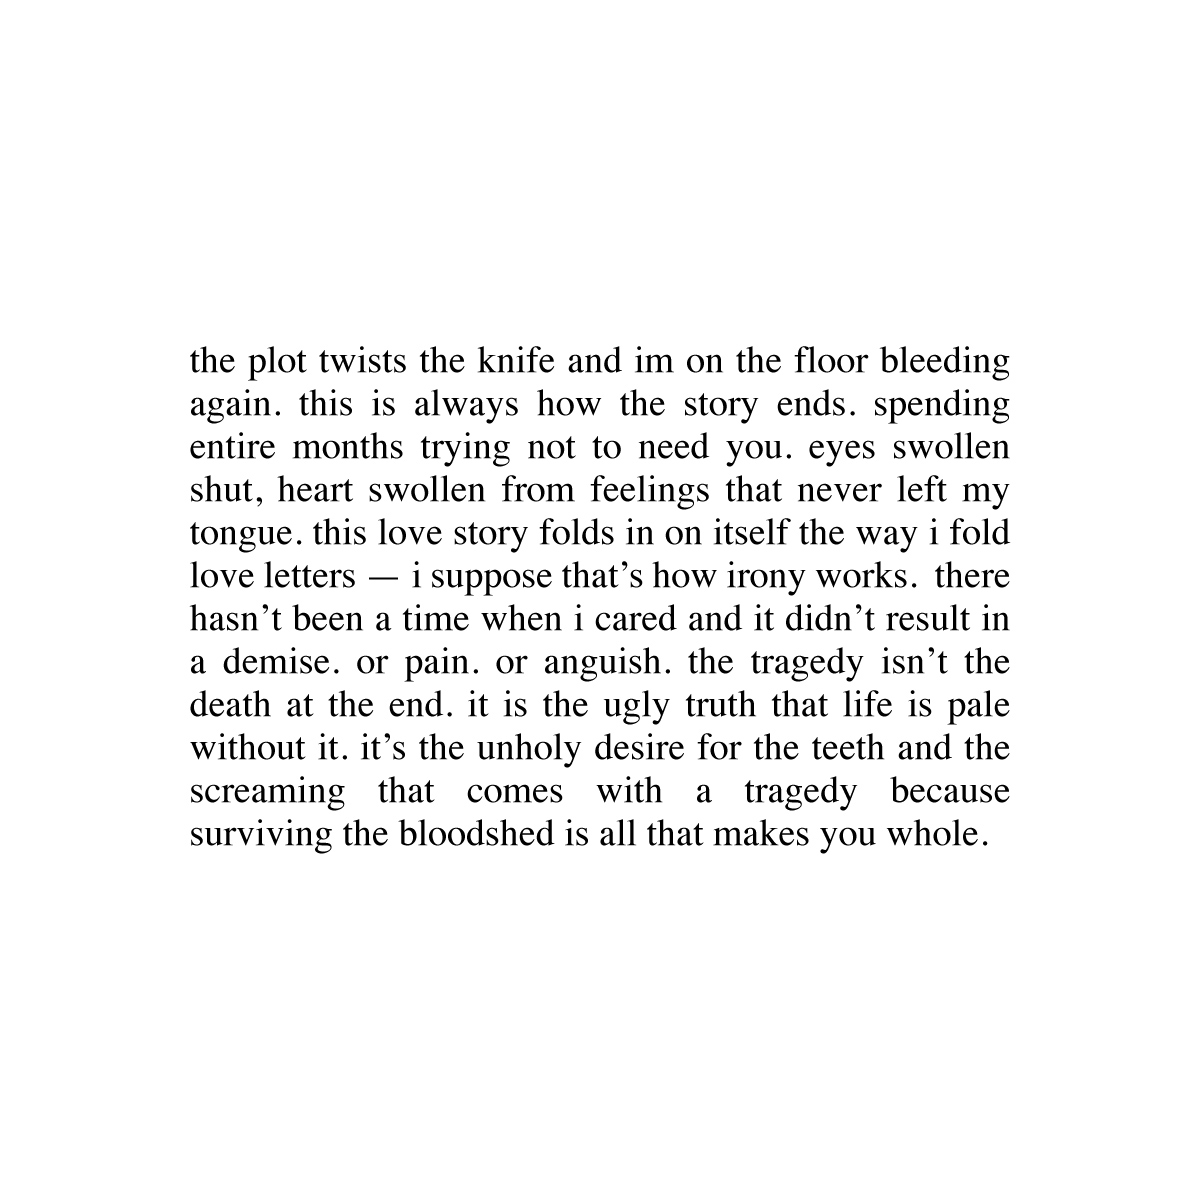 the plot twists the knife and im on the floor bleeding
again. this is always how the story ends. spending
entire months trying not to need you. eyes swollen
shut, heart swollen from feelings that never left my
tongue. this love story folds in on itself the way i fold
love letters — i suppose that’s how irony works. there
hasn’t been a time when i cared and it didn’t result in
a demise. or pain. or anguish. the tragedy isn’t the
death at the end. it is the ugly truth that life is pale
without it. it’s the unholy desire for the teeth and the
screaming that comes with a tragedy because
surviving the bloodshed is all that makes you whole.